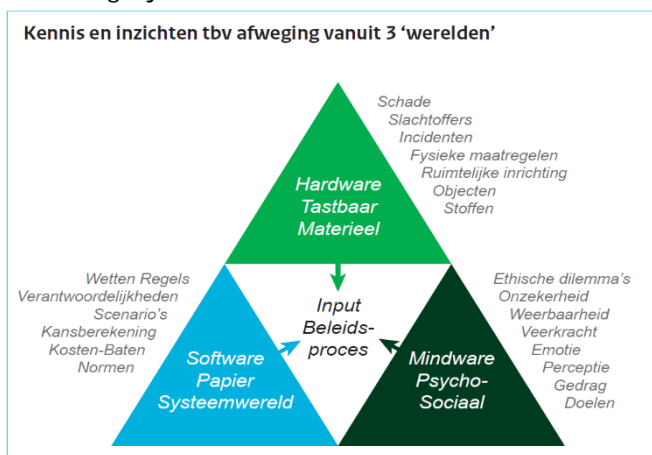 Kennis en inzichten tbv afweging vanuit 3 ‘werelden’
Schade
Slachtoffers
Incidenten
Fysieke maatregelen
Ruimtelijke inrichting
Objecten
Stoffen
Hardware
Tastbaar
Materieel
Wetten Regels
Verantwoordelijkheden
Scenario's
Kansberekening
Kosten-Baten
Normen
Input
Beleids-
proces
Software
Papier
Systeemwereld
Mindware
Psycho-
Sociaal
Ethische dilemma's
Onzekerheid
Weerbaarheid
Veerkracht
Emotie
Perceptie
Gedrag
Doelen